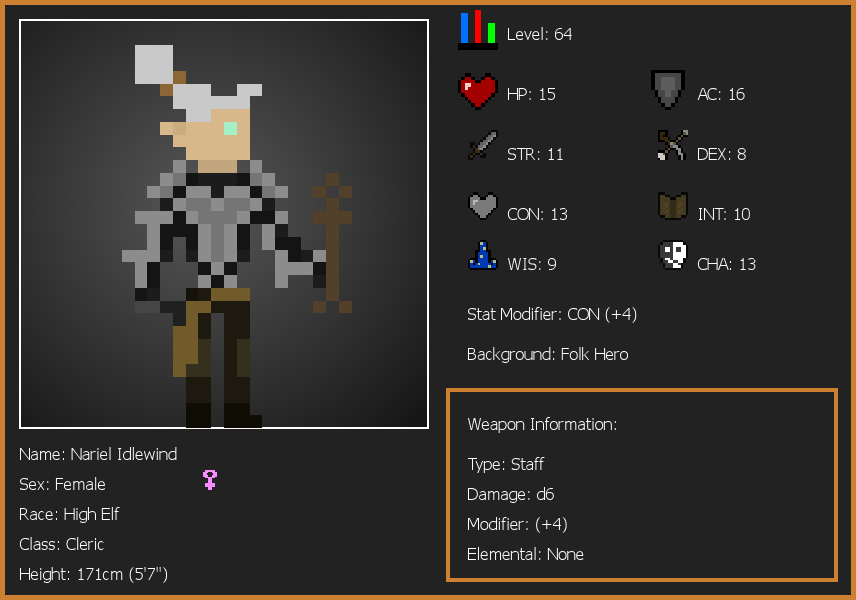 Level: 64
HP: 15
AC: 16
STR: 11
DEX: 8
CON: 13
INT: 10
WIS: 9
CHA: 13
Stat Modifier: CON (+4)
Background: Folk Hero
Weapon Information:
Type: Staff
Damage: d6
Modifier: (+4)
Elemental: None
Name: Nariel Idlewind
Sex: Female
Race: High Elf
Class: Cleric
Height: 171cm (5'7")